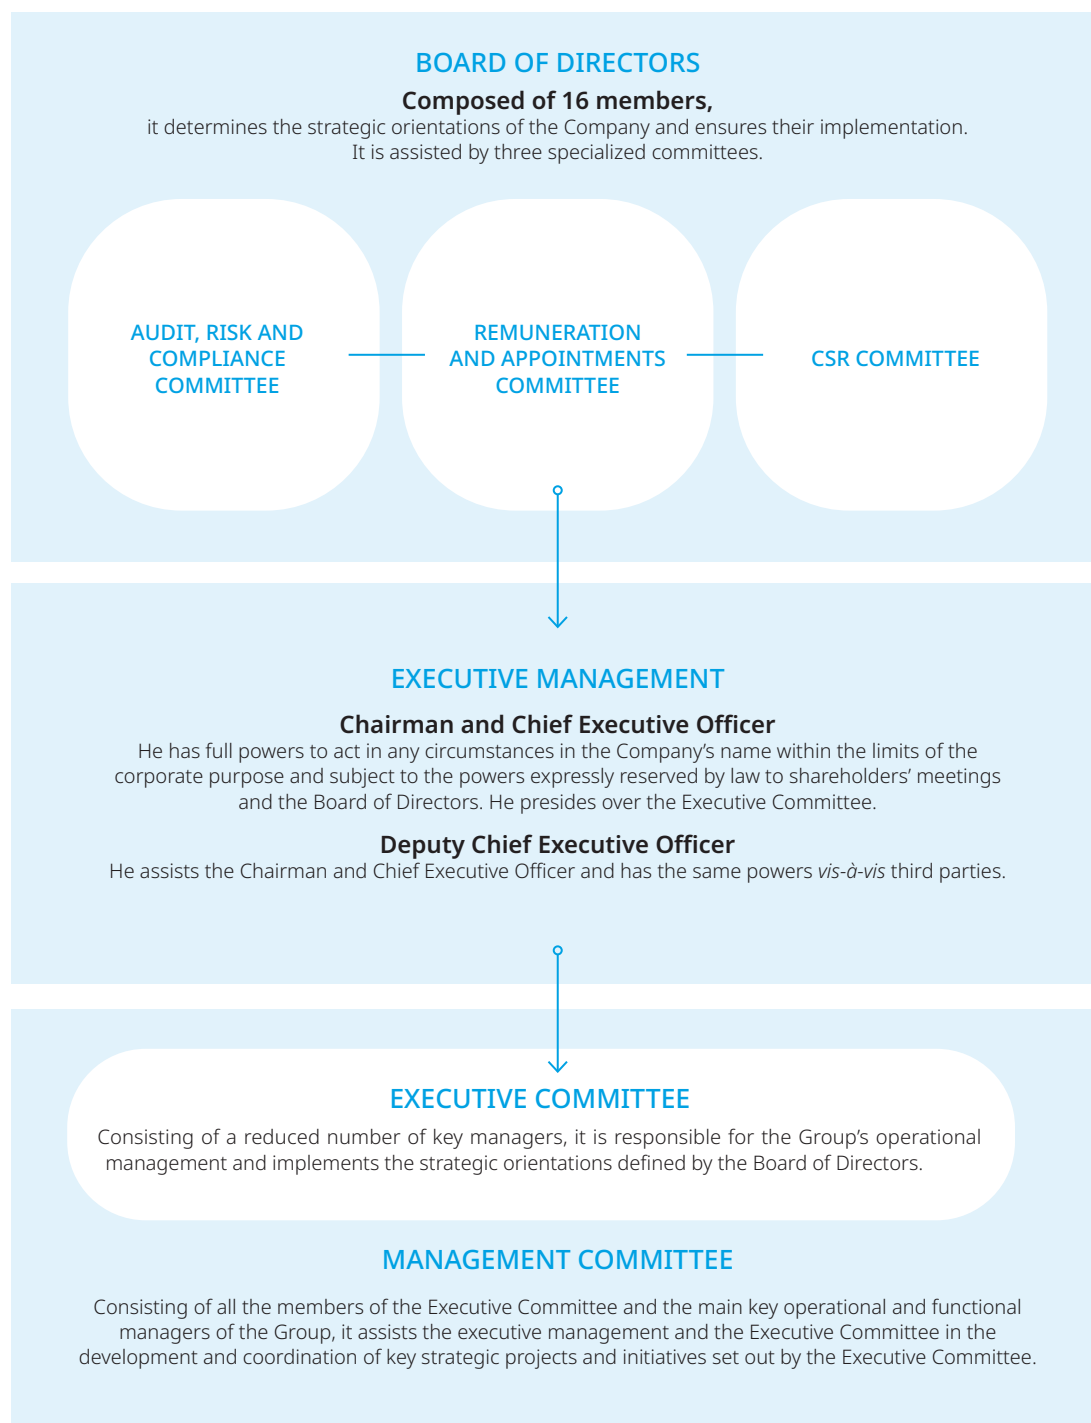 BOARD OF DIRECTORS
Composed of 16 members,
it determines the strategic orientations of the Company and ensures their implementation.
It is assisted by three specialized committees.
AUDIT, RISK AND
COMPLIANCE
COMMITTEE
REMUNERATION
AND APPOINTMENTS
COMMITTEE
CSR COMMITTEE
EXECUTIVE MANAGEMENT
Chairman and Chief Executive Officer
He has full powers to act in any circumstances in the Company’s name within the limits of the
corporate purpose and subject to the powers expressly reserved by law to shareholders’ meetings
and the Board of Directors. He presides over the Executive Committee.
Deputy Chief Executive Officer
He assists the Chairman and Chief Executive Officer and has the same powers vis-à-vis third parties.
EXECUTIVE COMMITTEE
Consisting of a reduced number of key managers, it is responsible for the Group’s operational
management and implements the strategic orientations defined by the Board of Directors.
MANAGEMENT COMMITTEE
Consisting of all the members of the Executive Committee and the main key operational and functional
managers of the Group, it assists the executive management and the Executive Committee in the
development and coordination of key strategic projects and initiatives set out by the Executive Committee.